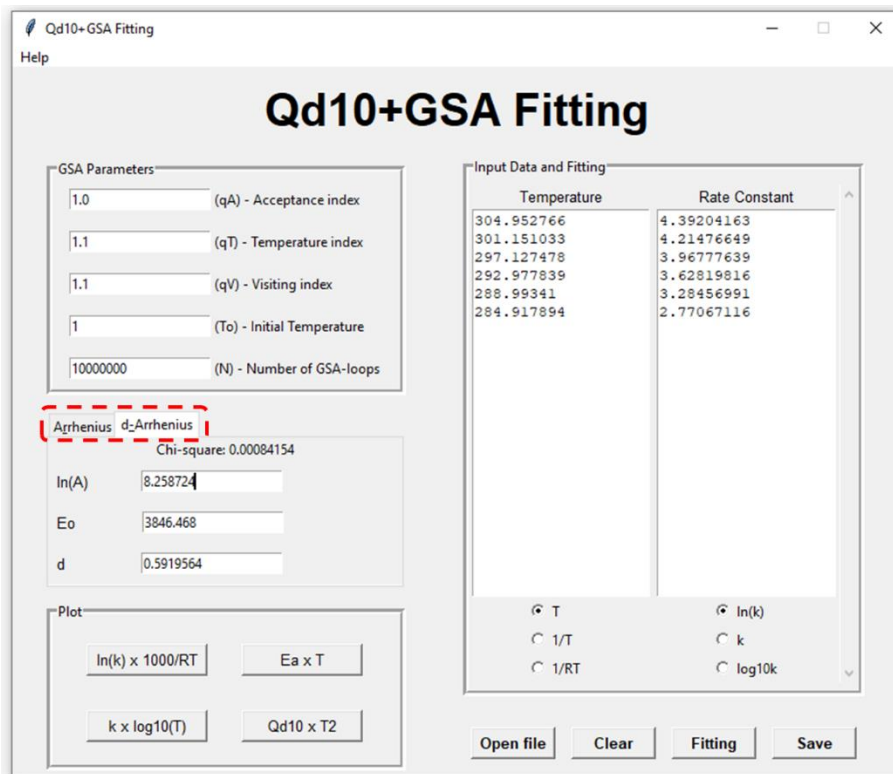 Qd10+GSA Fitting
Help
Qd10+GSA Fitting
GSA Parameters
1.0 (qA) - Acceptance index
1.1 (qT) - Temperature index
1.1 (qV) - Visiting index
1 (To) - Initial Temperature
10000000 (N) - Number of GSA-loops
Arrhenius d-Arrhenius
Chi-square: 0.00084154
ln(A) 8.258724
Eo 3846.468
d 0.5919564
Plot
ln(k) x 1000/RT Ea x T
k x log10(T) Qd10 x T2
Input Data and Fitting
Temperature Rate Constant
304.952766 4.39204163
301.151033 4.21476649
297.127478 3.96777639
292.977839 3.62819816
288.99341 3.28456991
284.917894 2.77067116
T ln(k)
1/T k
1/RT log10k
Open file Clear Fitting Save